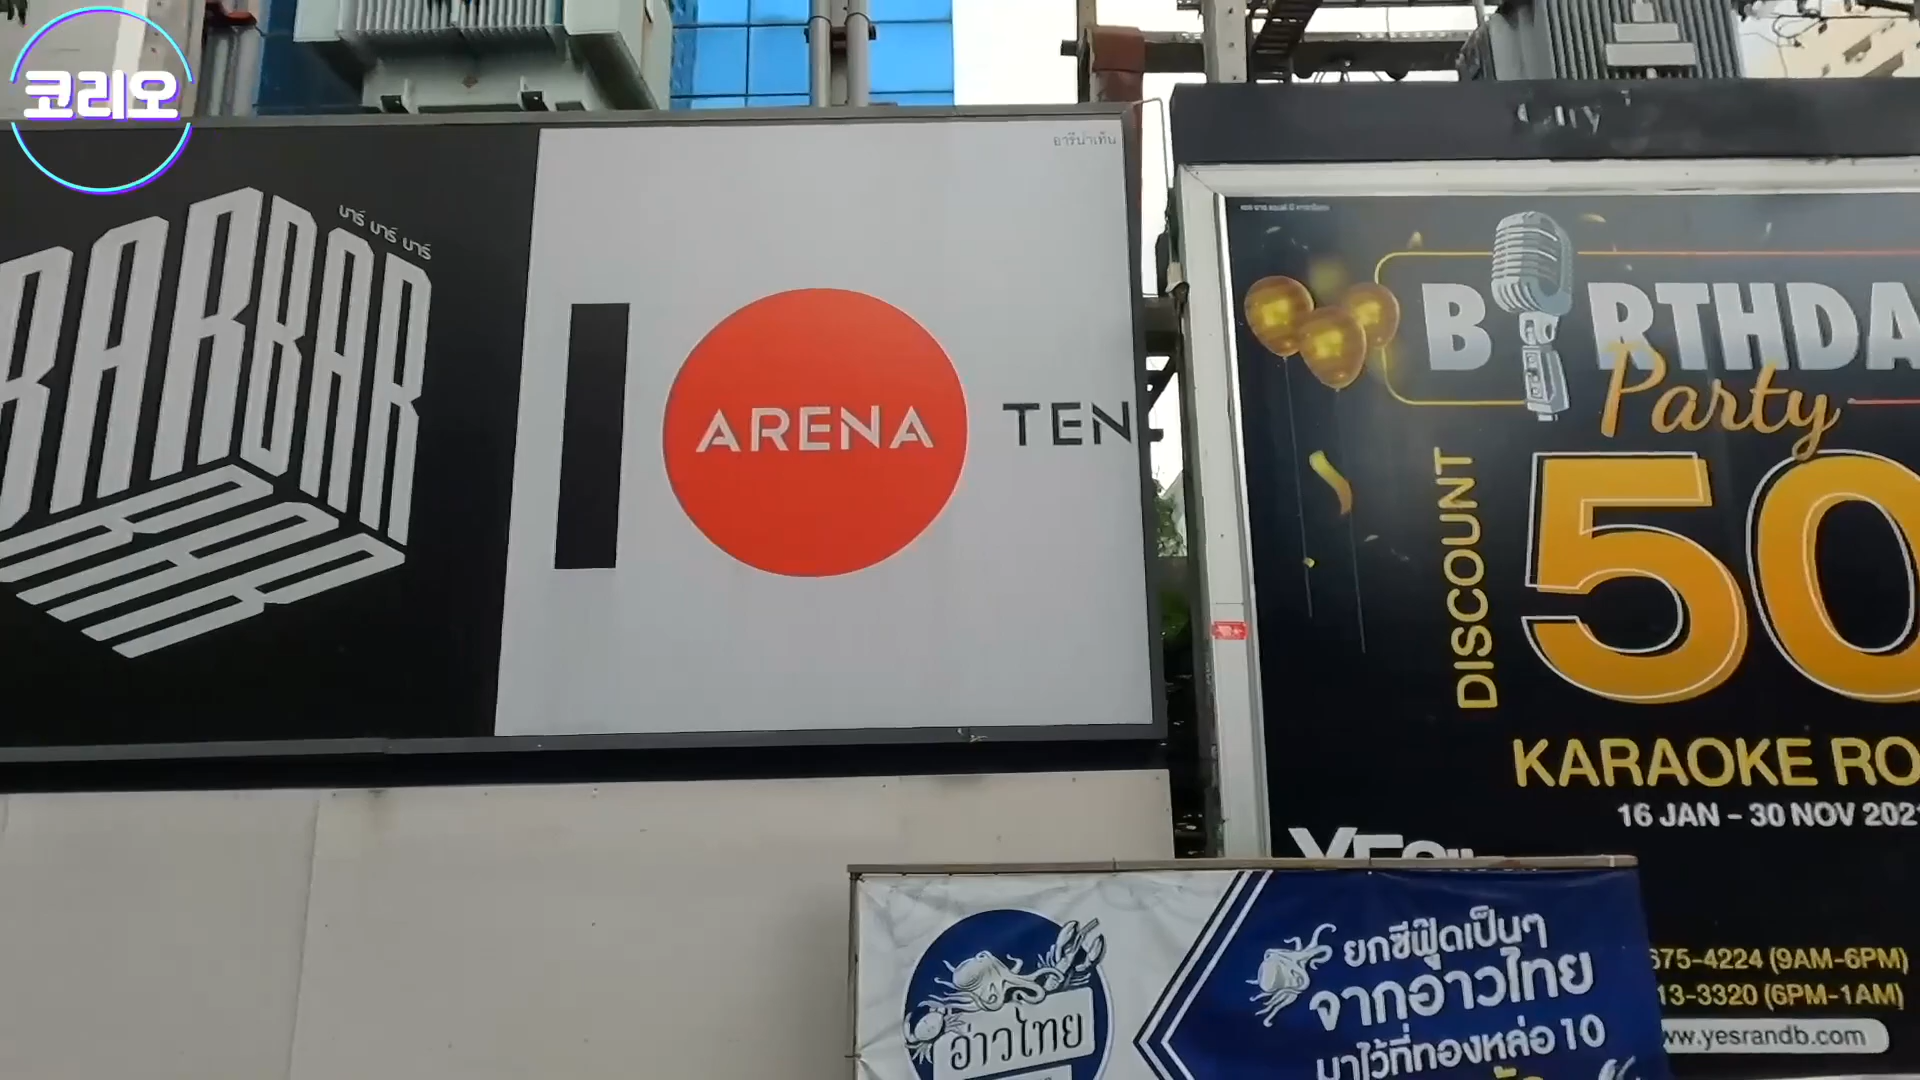 코리오
BARBAR
BAR
บาร์ บาร์ บาร์
อารีน่าเท็น
ARENA
TEN
BIRTHDA
Party
DISCOUNT
50
KARAOKE RO
16 JAN - 30 NOV 202
675-4224 (9AM-6PM)
13-3320 (6PM-1AM)
www.yesrandb.com
อ่าวไทย
ยกซีฟู๊ดเป็นๆ
จากอ่าวไทย
มาไว้ที่ทองหล่อ 10